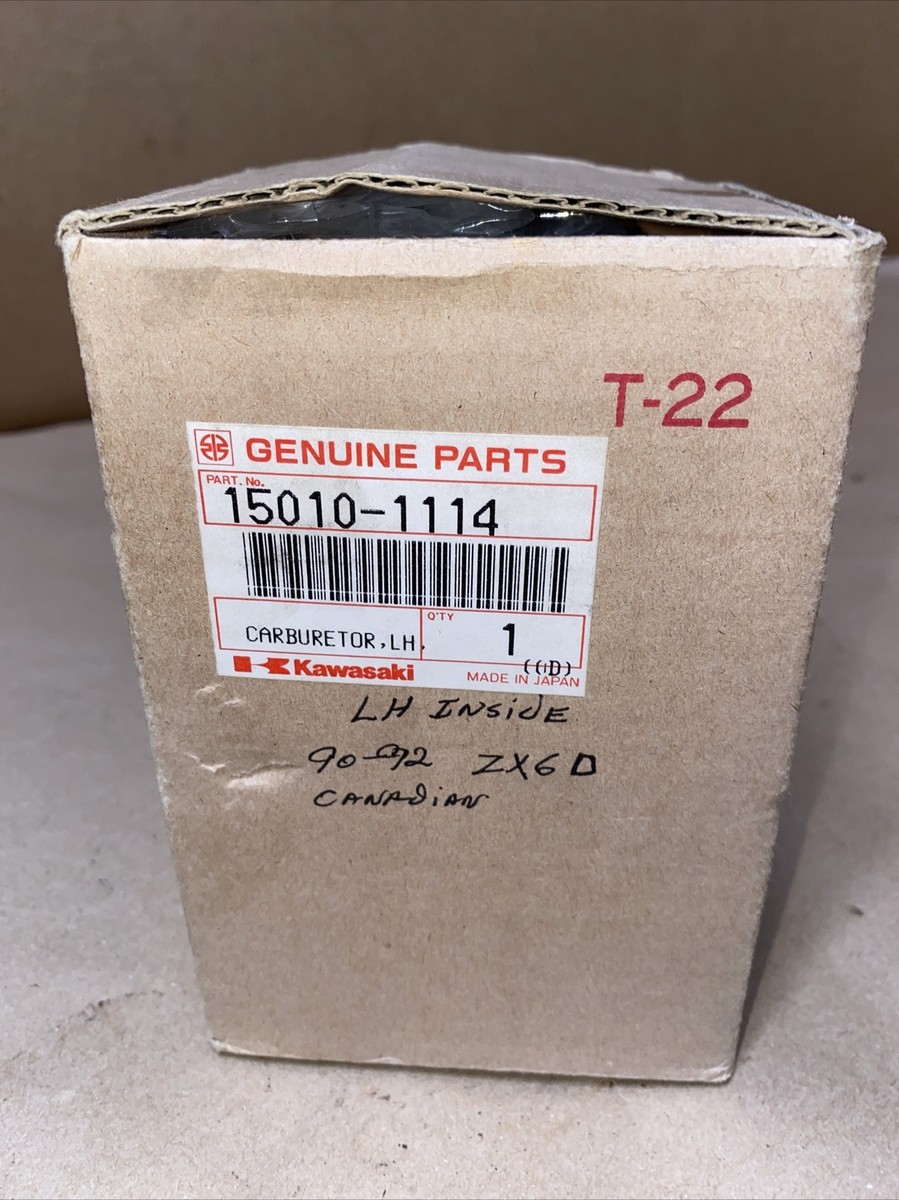 T-22
GENUINE PARTS
PART. No.
15010-1114
CARBURETOR,LH,
Q'TY
1
((D)
Kawasaki
MADE IN JAPAN
LH INSiDE
90-92 ZX6D
CANADiAN